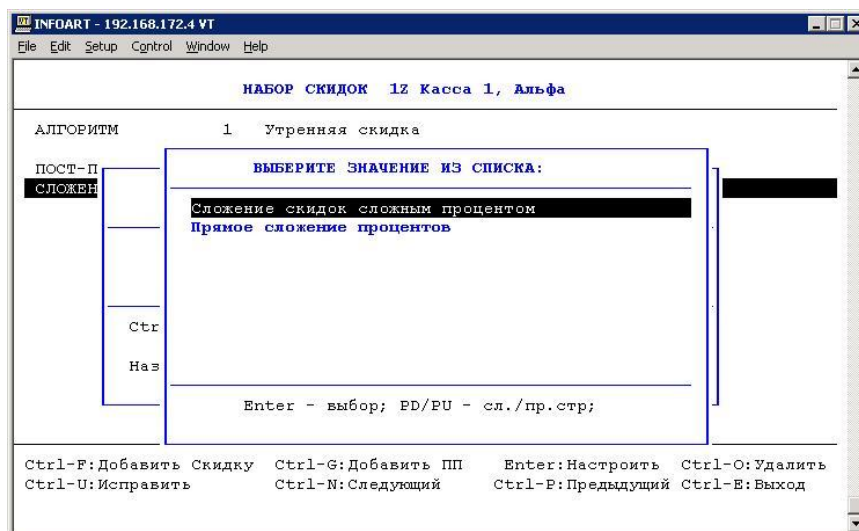 INFOART - 192.168.172.4 VT
File Edit Setup Control Window Help
НАБОР СКИДОК 1Z Касса 1, Альфа
АЛГОРИТМ 1 Утренняя скидка
ПОСТ-П
СЛОЖЕН
ВЫБЕРИТЕ ЗНАЧЕНИЕ ИЗ СПИСКА:
Сложение скидок сложным процентом
Прямое сложение процентов
Ctr
Наз
Enter - выбор; PD/PU - сл./пр.стр;
Ctrl-F:Добавить Скидку Ctrl-G:Добавить ПП Enter:Настроить Ctrl-O:Удалить
Ctrl-U:Исправить Ctrl-N:Следующий Ctrl-P:Предыдущий Ctrl-E:Выход